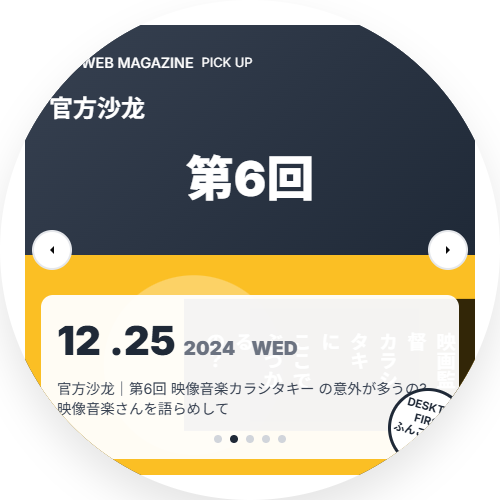 WEB MAGAZINE PICK UP
官方沙龙
第6回
12 .25 2024 WED
官方沙龙｜第6回 映像音楽カラシタキー の意外が多うの?
映像音楽さんを語らめして